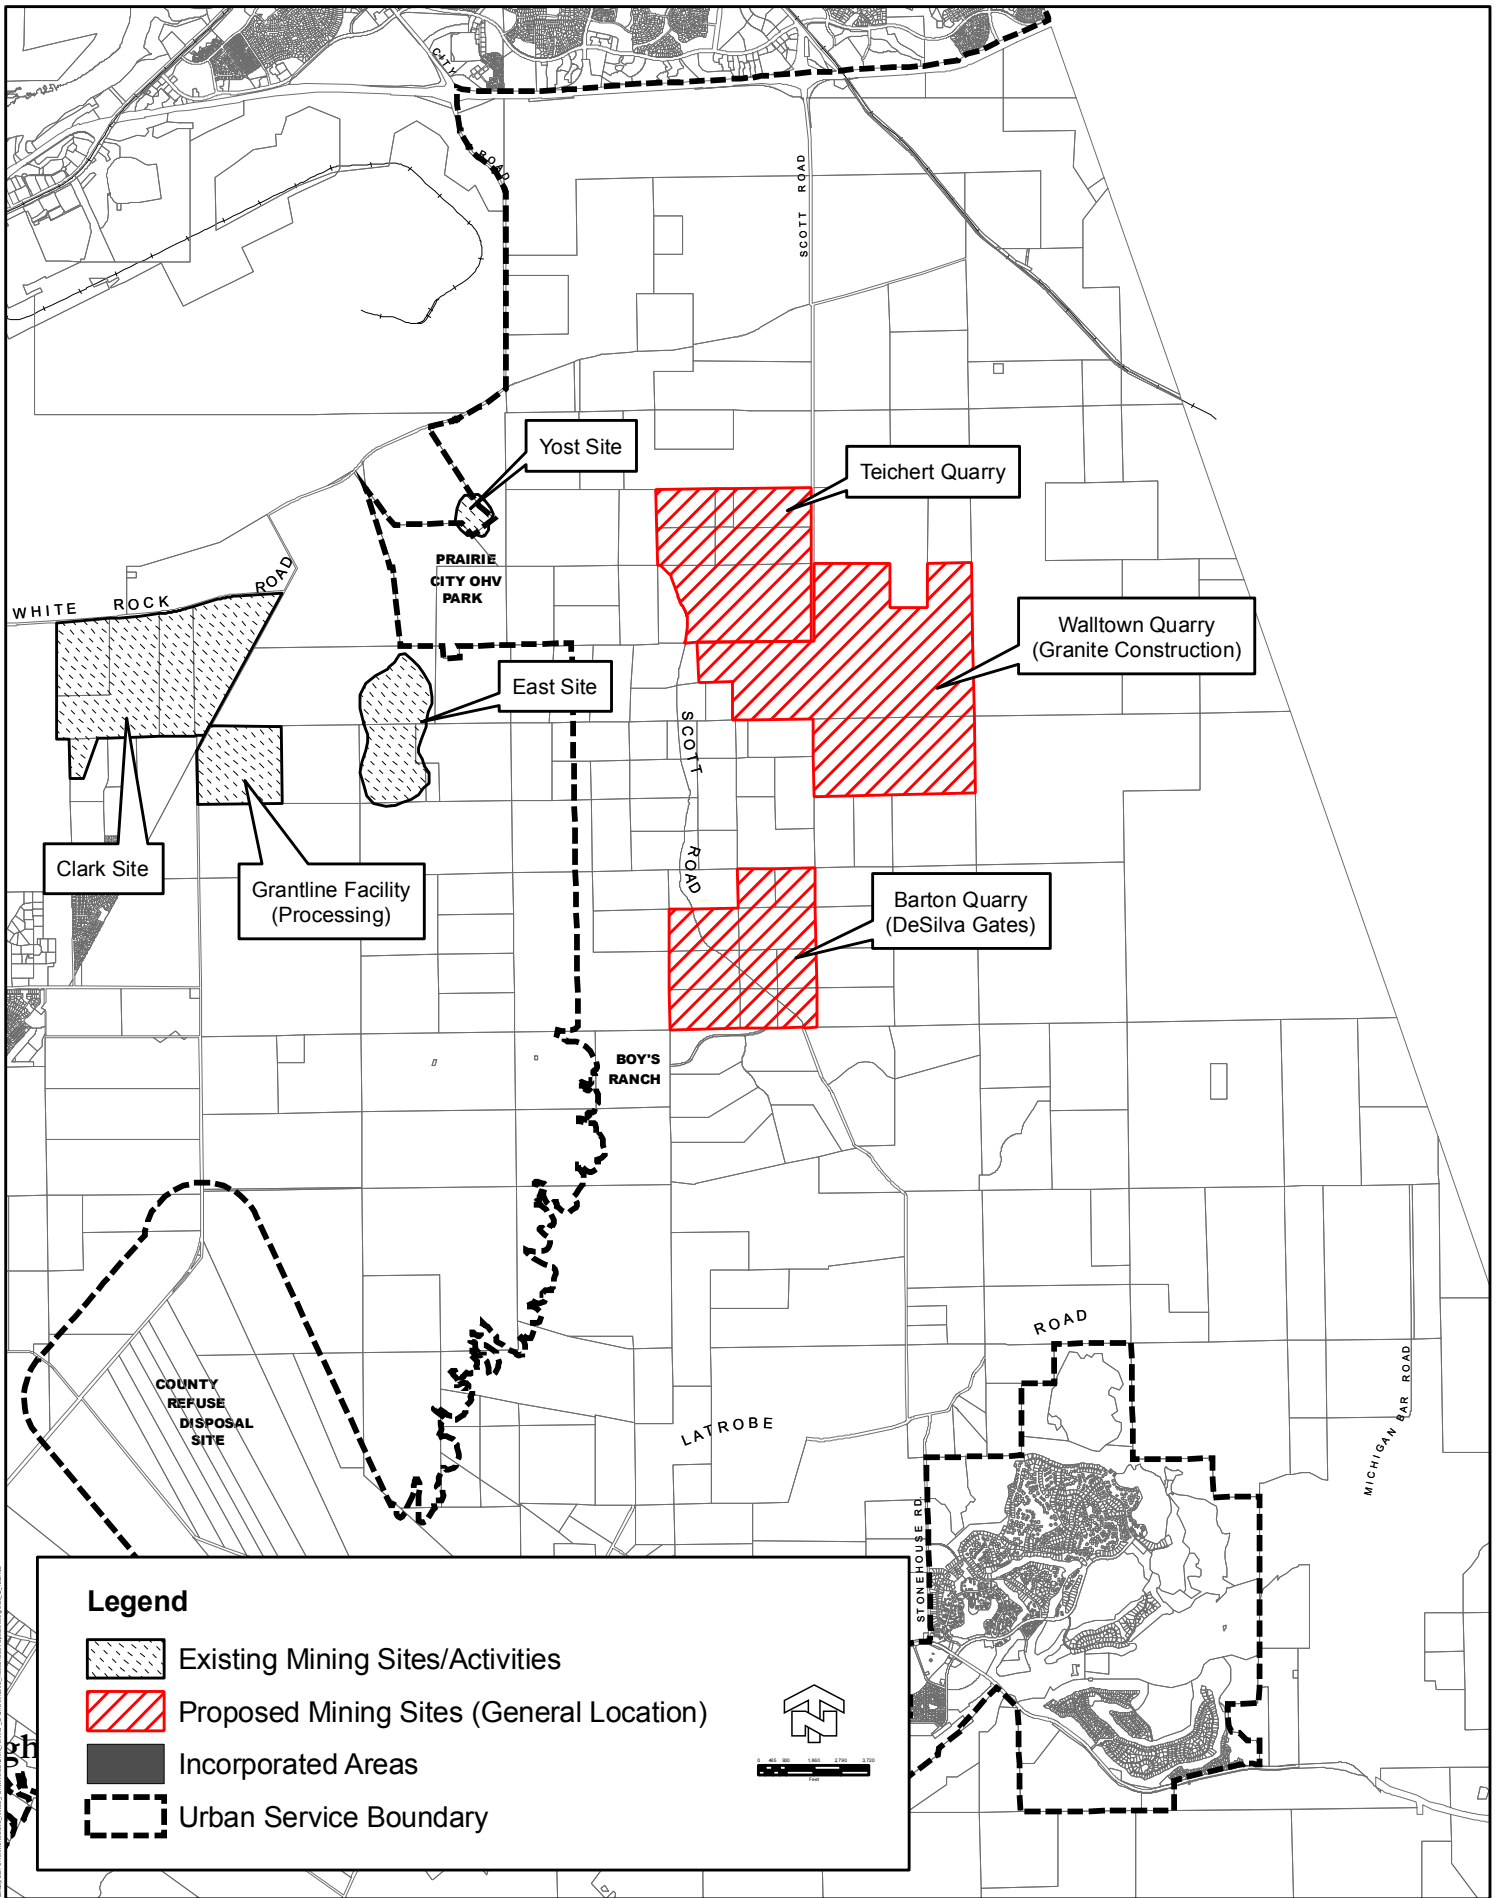 CITY
ROAD
SCOTT ROAD
Yost Site
Teichert Quarry
PRAIRIE
CITY OHV
PARK
WHITE ROCK ROAD
Walltown Quarry
(Granite Construction)
East Site
SCOTT ROAD
Clark Site
Grantline Facility
(Processing)
Barton Quarry
(DeSilva Gates)
BOY'S
RANCH
ROAD
LATROBE
MICHIGAN BAR ROAD
COUNTY
REFUSE
DISPOSAL
SITE
STONEHOUSE RD.
Legend
Existing Mining Sites/Activities
Proposed Mining Sites (General Location)
Incorporated Areas
Urban Service Boundary
N
gh
Feet